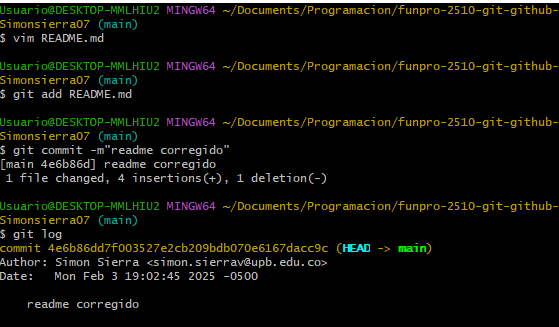 Usuario@DESKTOP-MMLHIU2 MINGW64 ~/Documents/Programacion/funpro-2510-git-github-
Simonsierra07 (main)
$ vim README.md
Usuario@DESKTOP-MMLHIU2 MINGW64 ~/Documents/Programacion/funpro-2510-git-github-
Simonsierra07 (main)
$ git add README.md
Usuario@DESKTOP-MMLHIU2 MINGW64 ~/Documents/Programacion/funpro-2510-git-github-
Simonsierra07 (main)
$ git commit -m"readme corregido"
[main 4e6b86d] readme corregido
 1 file changed, 4 insertions(+), 1 deletion(-)
Usuario@DESKTOP-MMLHIU2 MINGW64 ~/Documents/Programacion/funpro-2510-git-github-
Simonsierra07 (main)
$ git log
commit 4e6b86dd7f003527e2cb209bdb070e6167dacc9c (HEAD -> main)
Author: Simon Sierra <simon.sierrav@upb.edu.co>
Date:   Mon Feb 3 19:02:45 2025 -0500
    readme corregido